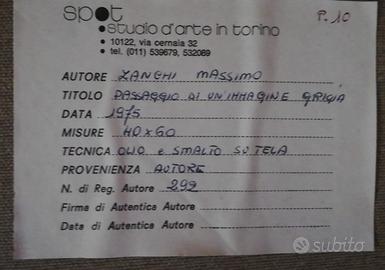 spot
P.10
studio d'arte in torino
10122, via cernaia 32
tel. (011) 539679, 532089
AUTORE ZANGHI MASSIMO
TITOLO PASSAGGIO DI UN'IMMAGINE GRIGIA
DATA 1975
MISURE 40x60
TECNICA OLIO e SMALTO SU TELA
PROVENIENZA AUTORE
N. di Reg. Autore 292
Firma di Autentica Autore
Data di Autentica Autore
subito